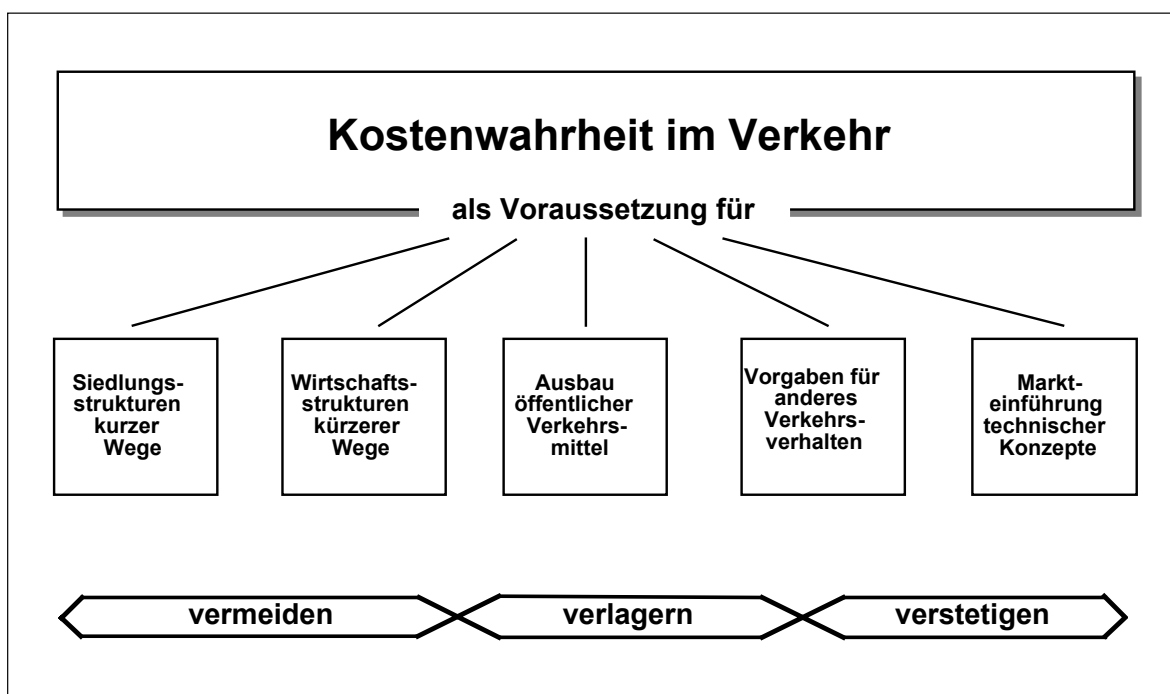 Kostenwahrheit im Verkehr
als Voraussetzung für
Siedlungs-
strukturen
kurzer
Wege
Wirtschafts-
strukturen
kürzerer
Wege
Ausbau
öffentlicher
Verkehrs-
mittel
Vorgaben für
anderes
Verkehrs-
verhalten
Markt-
einführung
technischer
Konzepte
vermeiden
verlagern
verstetigen